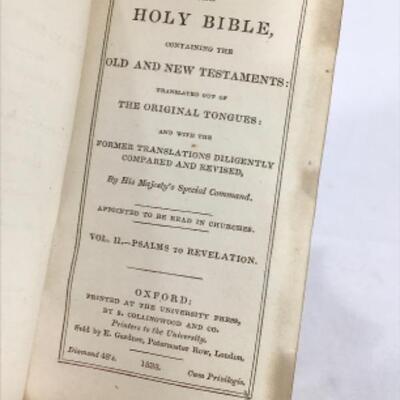 HOLY BIBLE,
CONTAINING THE
OLD AND NEW TESTAMENTS:
TRANSLATED OUT OF
THE ORIGINAL TONGUES:
AND WITH THE
FORMER TRANSLATIONS DILIGENTLY
COMPARED AND REVISED,
By His Majesty's Special Command.
APPOINTED TO BE READ IN CHURCHES.
VOL. II.—PSALMS TO REVELATION.
OXFORD:
PRINTED AT THE UNIVERSITY PRESS,
BY S. COLLINGWOOD AND CO.
Printers to the University.
Sold by E. Gardner, Paternoster Row, London.
Diamond 48's.
Cum Privilegio.